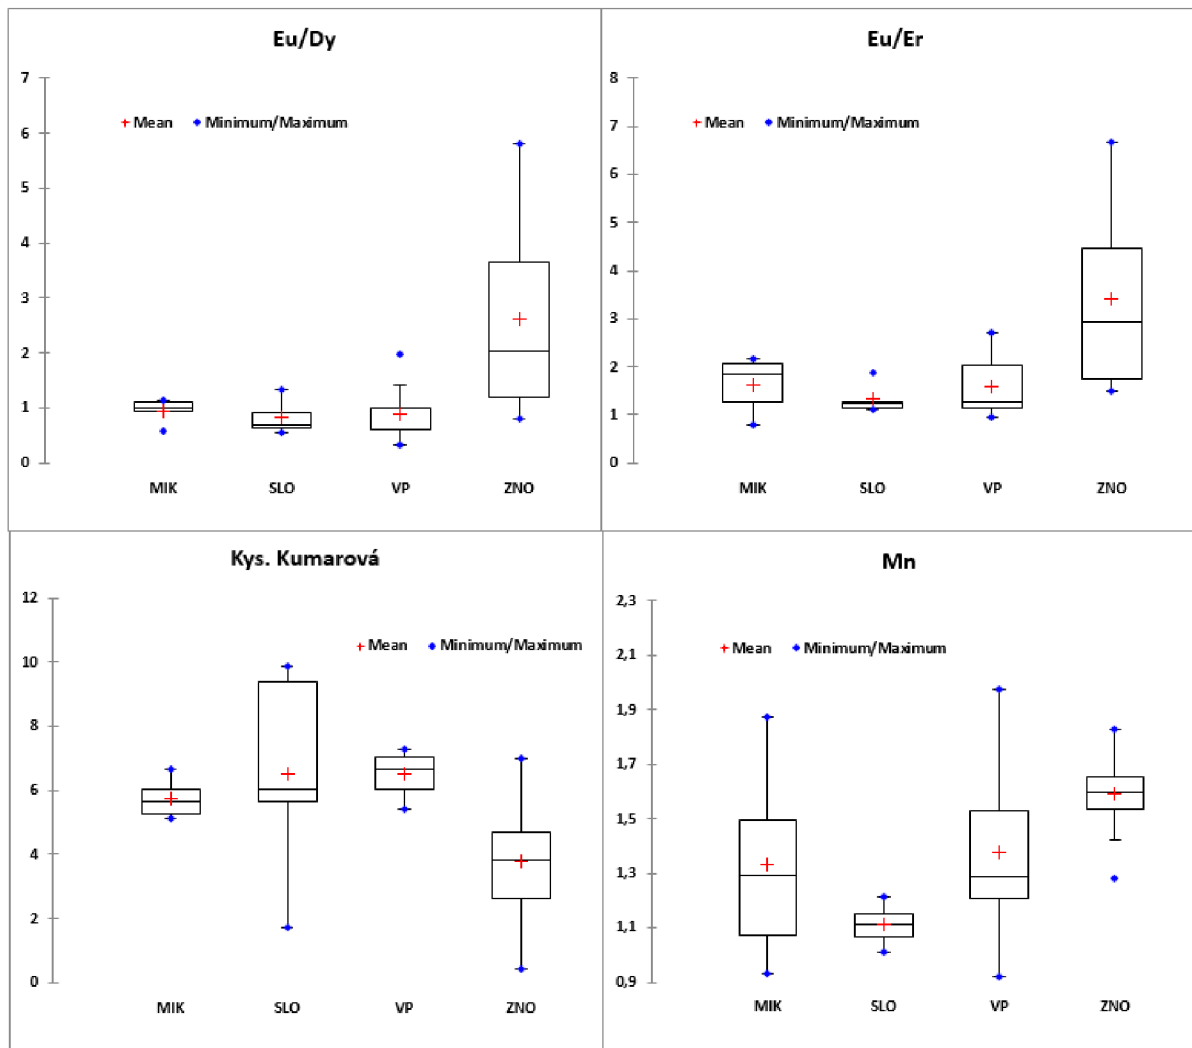 Eu/Dy
7
Mean Minimum/Maximum
6
5
4
3
2
1
0
MIK SLO VP ZNO
Eu/Er
8
7
Mean Minimum/Maximum
6
5
4
3
2
1
0
MIK SLO VP ZNO
Kys. Kumarová
12
Mean Minimum/Maximum
10
8
6
4
2
0
MIK SLO VP ZNO
Mn
2,3
2,1
Mean Minimum/Maximum
1,9
1,7
1,5
1,3
1,1
0,9
MIK SLO VP ZNO